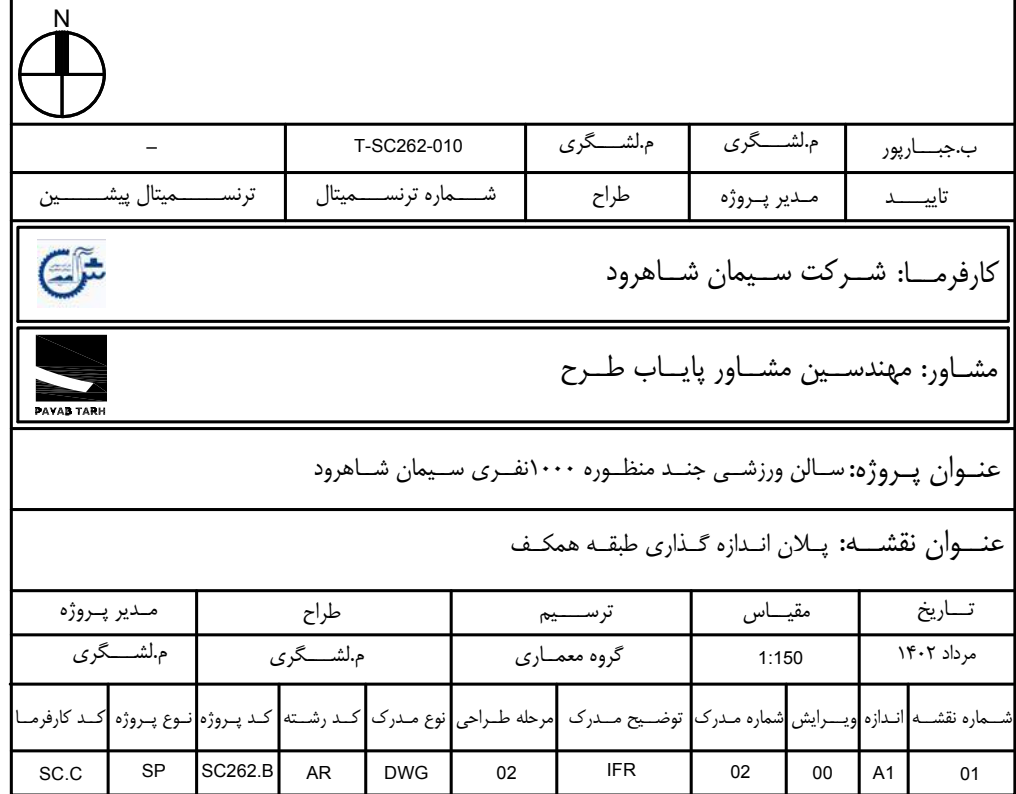 N
ب.جبارپور م.لشگری م.لشگری T-SC262-010 –
تایید مدیر پروژه طراح شماره ترنسمیتال ترنسمیتال پیشین
کارفرما: شرکت سیمان شاهرود
مشاور: مهندسین مشاور پایاب طرح
PAYAB TARH
عنوان پروژه: سالن ورزشی جند منظوره ۱۰۰۰نفری سیمان شاهرود
عنوان نقشه: پلان اندازه گذاری طبقه همکف
تاریخ مقیاس ترسیم طراح مدیر پروژه
مرداد ۱۴۰۲ 1:150 گروه معماری م.لشگری م.لشگری
شماره نقشه اندازه ویرایش شماره مدرک توضیح مدرک مرحله طراحی نوع مدرک کد رشته کد پروژه نوع پروژه کد کارفرما
01 A1 00 02 IFR 02 DWG AR SC262.B SP SC.C